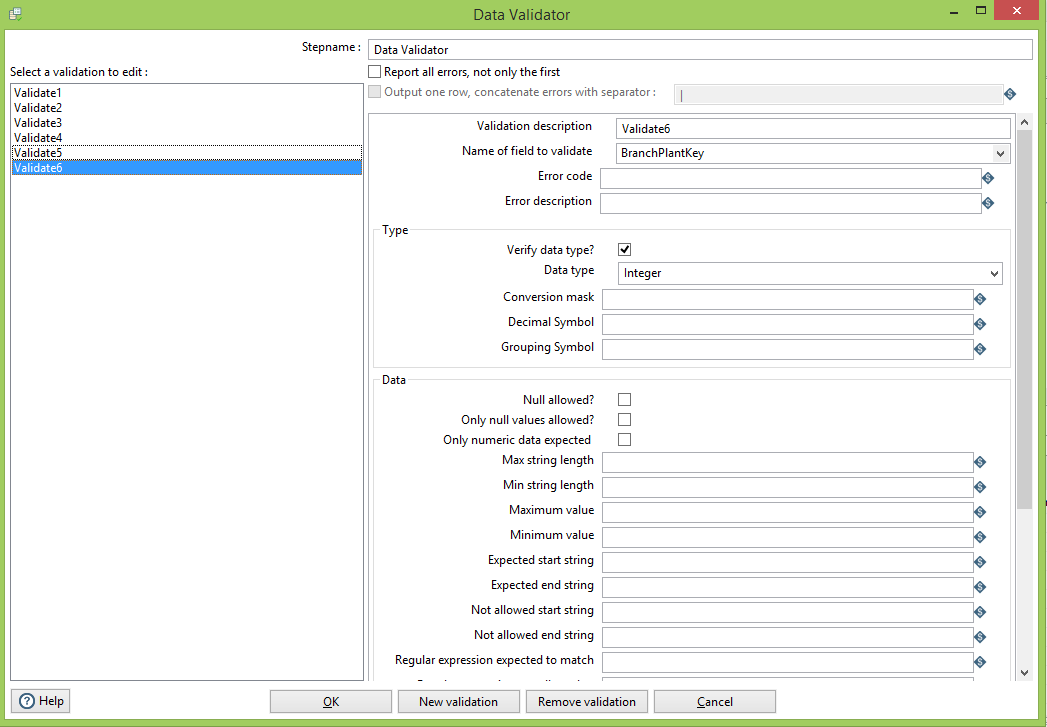 Data Validator
Stepname :
Data Validator
Select a validation to edit :
Report all errors, not only the first
Output one row, concatenate errors with separator :
|
Validate1
Validate2
Validate3
Validate4
Validate5
Validate6
Validation description
Validate6
Name of field to validate
BranchPlantKey
Error code
Error description
Type
Verify data type?
Data type
Integer
Conversion mask
Decimal Symbol
Grouping Symbol
Data
Null allowed?
Only null values allowed?
Only numeric data expected
Max string length
Min string length
Maximum value
Minimum value
Expected start string
Expected end string
Not allowed start string
Not allowed end string
Regular expression expected to match
Help
OK
New validation
Remove validation
Cancel